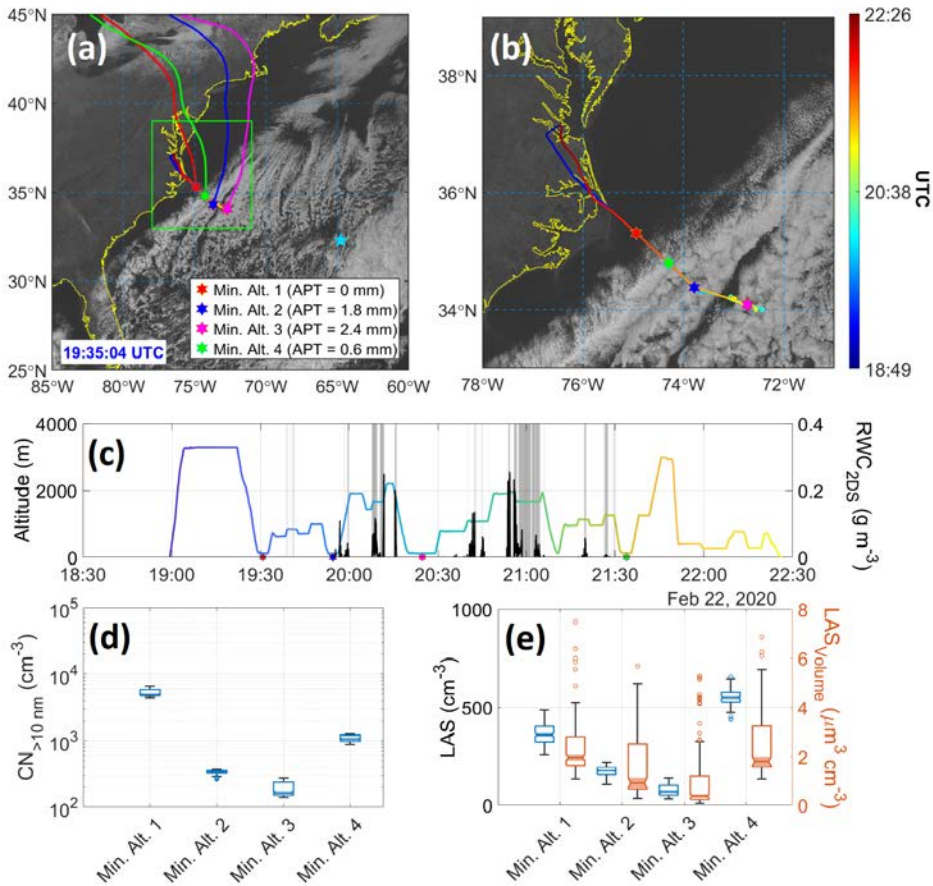 (a)
45°N
40°N
35°N
30°N
25°N
85°W
80°W
75°W
70°W
65°W
60°W
Min. Alt. 1 (APT = 0 mm)
Min. Alt. 2 (APT = 1.8 mm)
Min. Alt. 3 (APT = 2.4 mm)
Min. Alt. 4 (APT = 0.6 mm)
19:35:04 UTC
(b)
38°N
36°N
34°N
78°W
76°W
74°W
72°W
22:26
20:38
18:49
UTC
(c)
Altitude (m)
4000
2000
0
RWC2DS (g m-3)
0.4
0.2
0
18:30 19:00 19:30 20:00 20:30 21:00 21:30 22:00 22:30
Feb 22, 2020
(d)
CN>10 nm (cm-3)
10^5
10^4
10^3
10^2
Min. Alt. 1
Min. Alt. 2
Min. Alt. 3
Min. Alt. 4
(e)
LAS (cm-3)
1000
500
0
LASVolume (μm3 cm-3)
8
6
4
2
0
Min. Alt. 1
Min. Alt. 2
Min. Alt. 3
Min. Alt. 4